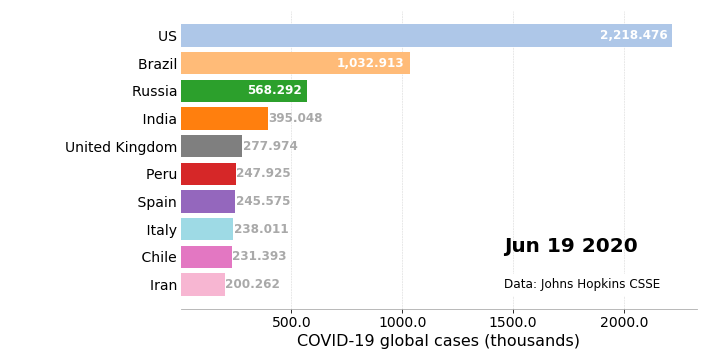 US 2,218.476
Brazil 1,032.913
Russia 568.292
India 395.048
United Kingdom 277.974
Peru 247.925
Spain 245.575
Italy 238.011
Chile 231.393
Iran 200.262
Jun 19 2020
Data: Johns Hopkins CSSE
500.0 1000.0 1500.0 2000.0
COVID-19 global cases (thousands)